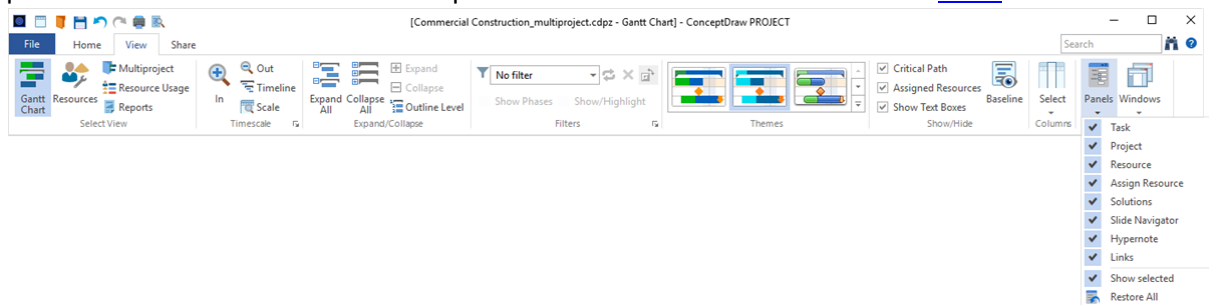 [Commercial Construction_multiproject.cdpz - Gantt Chart] - ConceptDraw PROJECT
File Home View Share Search
Gantt Chart
Resources
Multiproject
Resource Usage
Reports
Select View
In
Out
Timeline
Scale
Timescale
Expand All
Collapse All
Expand
Collapse
Outline Level
Expand/Collapse
No filter
Show Phases Show/Highlight
Filters
Themes
Critical Path
Assigned Resources
Show Text Boxes
Baseline
Show/Hide
Select
Columns
Panels
Windows
Task
Project
Resource
Assign Resource
Solutions
Slide Navigator
Hypernote
Links
Show selected
Restore All